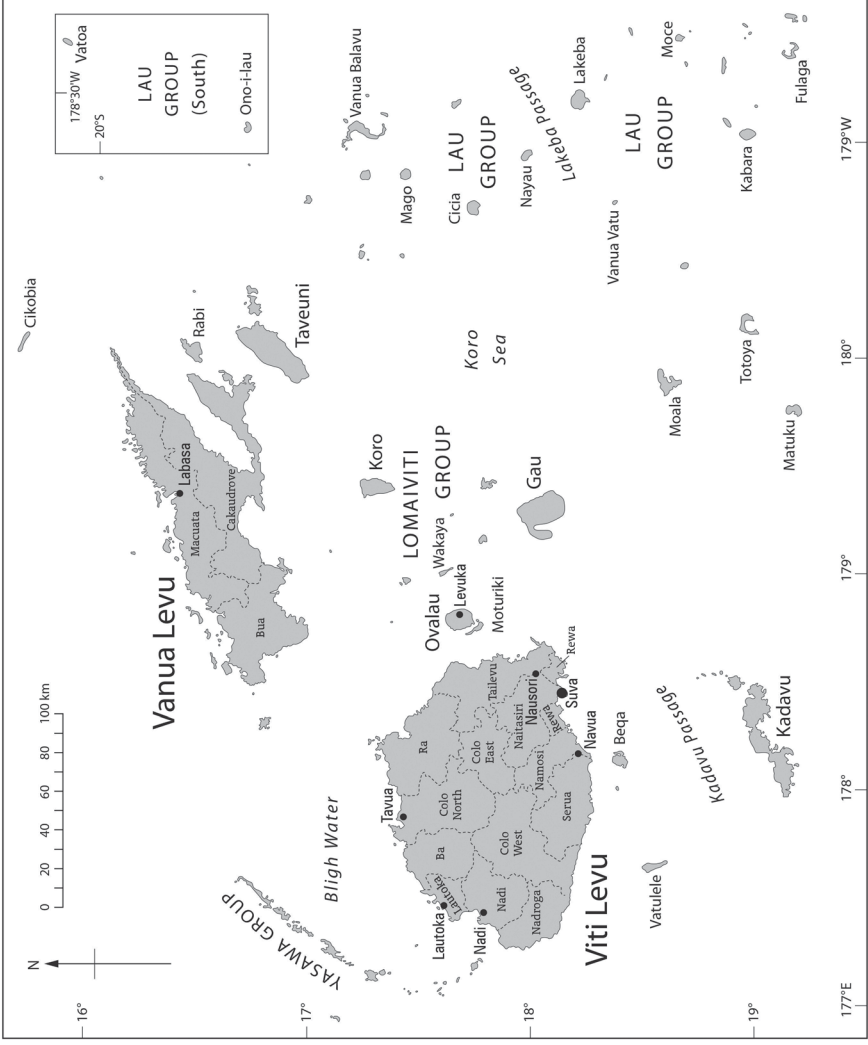 N
0 20 40 60 80 100 km
178°30'W
Vatoa
20°S
LAU
GROUP
(South)
Ono-i-lau
16°
17°
18°
19°
177°E
178°
179°
180°
179°W
Cikobia
Vanua Levu
Labasa
Macuata
Cakaudrove
Bua
Rabi
Taveuni
YASAWA GROUP
Bligh Water
Vanua Balavu
Mago
Cicia
LAU
GROUP
Nayau
Lakeba Passage
Lakeba
Koro
Sea
Koro
LOMAIVITI
GROUP
Wakaya
Ovalau
Levuka
Moturiki
Gau
Tavua
Ra
Ba
Colo
North
Colo
East
Tailevu
Lautoka
Lautoka
Nadi
Nadi
Colo
West
Naitasiri
Nausori
Rewa
Rewa
Suva
Namosi
Navua
Serua
Nadroga
Viti Levu
Beqa
Vatulele
Kadavu Passage
Kadavu
Vanua Vatu
LAU
GROUP
Moce
Moala
Totoya
Matuku
Kabara
Fulaga